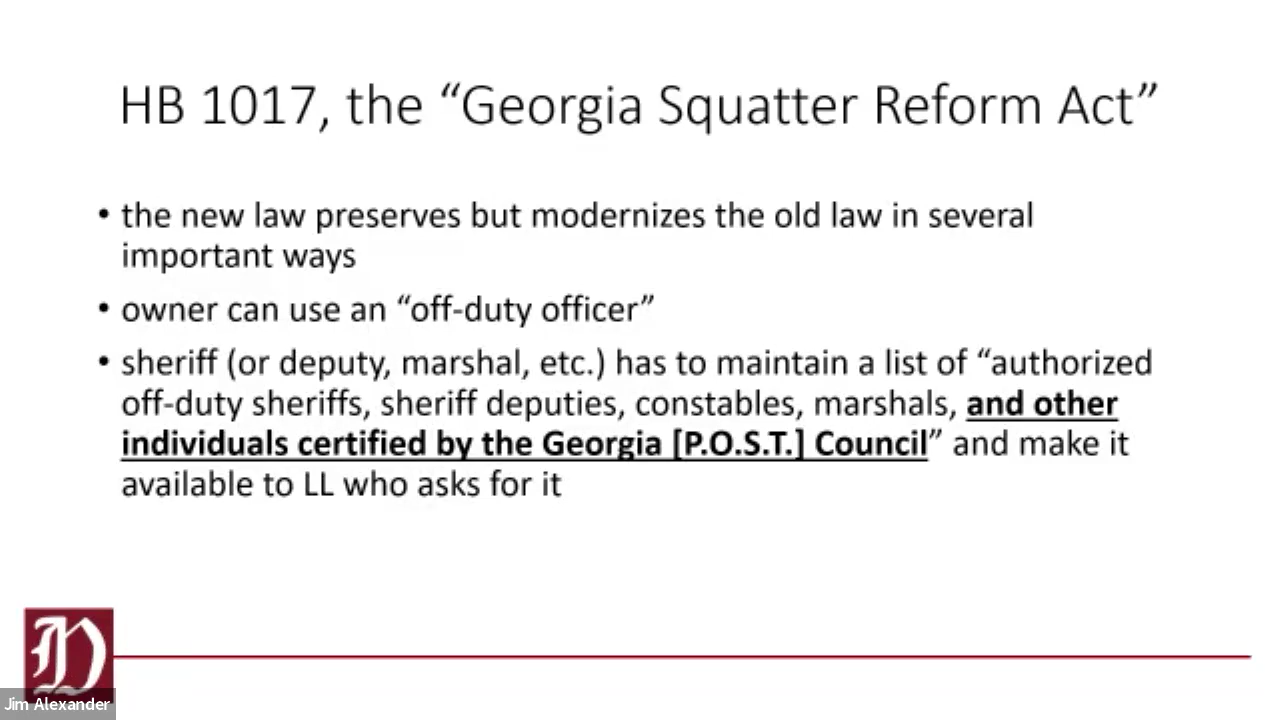 HB 1017, the “Georgia Squatter Reform Act”
• the new law preserves but modernizes the old law in several
important ways
• owner can use an “off-duty officer”
• sheriff (or deputy, marshal, etc.) has to maintain a list of “authorized
off-duty sheriffs, sheriff deputies, constables, marshals, and other
individuals certified by the Georgia [P.O.S.T.] Council” and make it
available to LL who asks for it
D
Jim Alexander